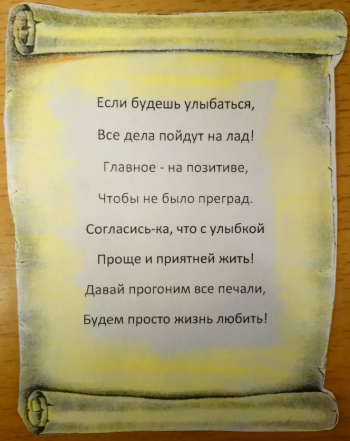 Если будешь улыбаться,
Все дела пойдут на лад!
Главное - на позитиве,
Чтобы не было преград.
Согласись-ка, что с улыбкой
Проще и приятней жить!
Давай прогоним все печали,
Будем просто жизнь любить!